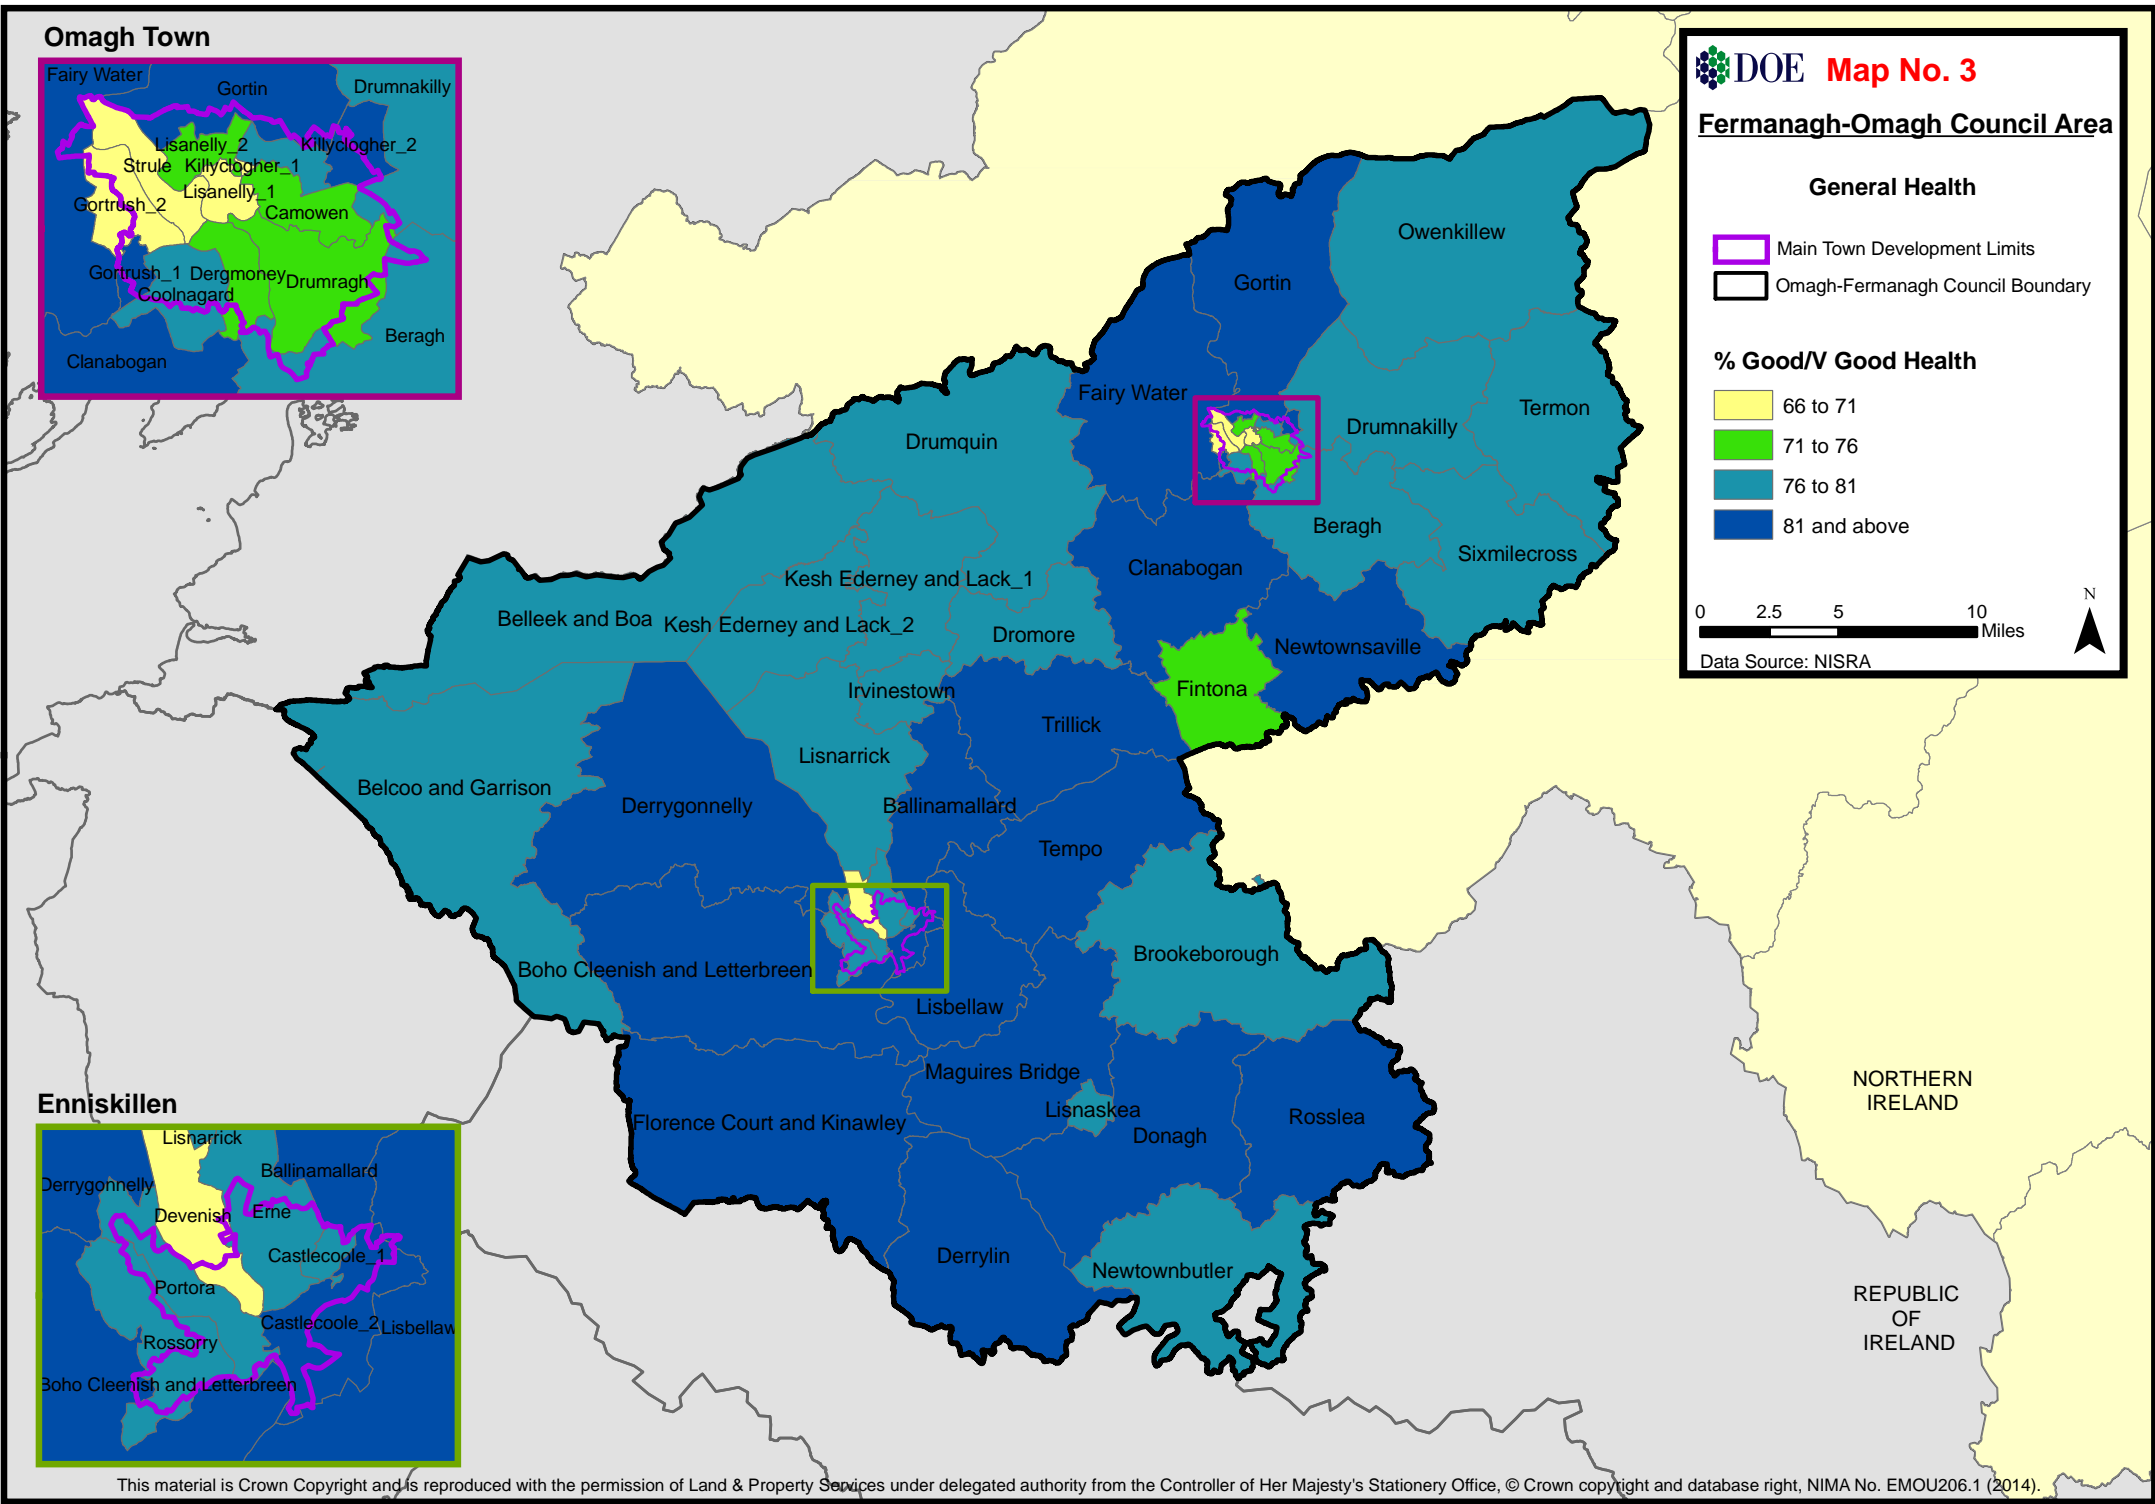 Omagh Town
Fairy Water
Gortin
Drumnakilly
Lisanelly_2
Killyclogher_2
Strule
Killyclogher_1
Lisanelly_1
Gortrush_2
Camowen
Gortrush_1
Dergmoney
Drumragh
Coolnagard
Beragh
Clanabogan
DOE
Map No. 3
Fermanagh-Omagh Council Area
General Health
Main Town Development Limits
Omagh-Fermanagh Council Boundary
% Good/V Good Health
66 to 71
71 to 76
76 to 81
81 and above
N
0 2.5 5 10
Miles
Data Source: NISRA
Owenkillew
Gortin
Fairy Water
Termon
Drumnakilly
Drumquin
Beragh
Sixmilecross
Clanabogan
Kesh Ederney and Lack_1
Belleek and Boa
Kesh Ederney and Lack_2
Dromore
Newtownsaville
Fintona
Irvinestown
Trillick
Lisnarrick
Belcoo and Garrison
Derrygonnelly
Ballinamallard
Tempo
Brookeborough
Boho Cleenish and Letterbreen
Lisbellaw
Maguires Bridge
Lisnaskea
Florence Court and Kinawley
Donagh
Rosslea
Derrylin
Newtownbutler
NORTHERN
IRELAND
REPUBLIC
OF
IRELAND
Enniskillen
Lisnarrick
Ballinamallard
Derrygonnelly
Devenish
Erne
Castlecoole_1
Portora
Castlecoole_2
Lisbellaw
Rossorry
Boho Cleenish and Letterbreen
This material is Crown Copyright and is reproduced with the permission of Land & Property Services under delegated authority from the Controller of Her Majesty's Stationery Office, © Crown copyright and database right, NIMA No. EMOU206.1 (2014).